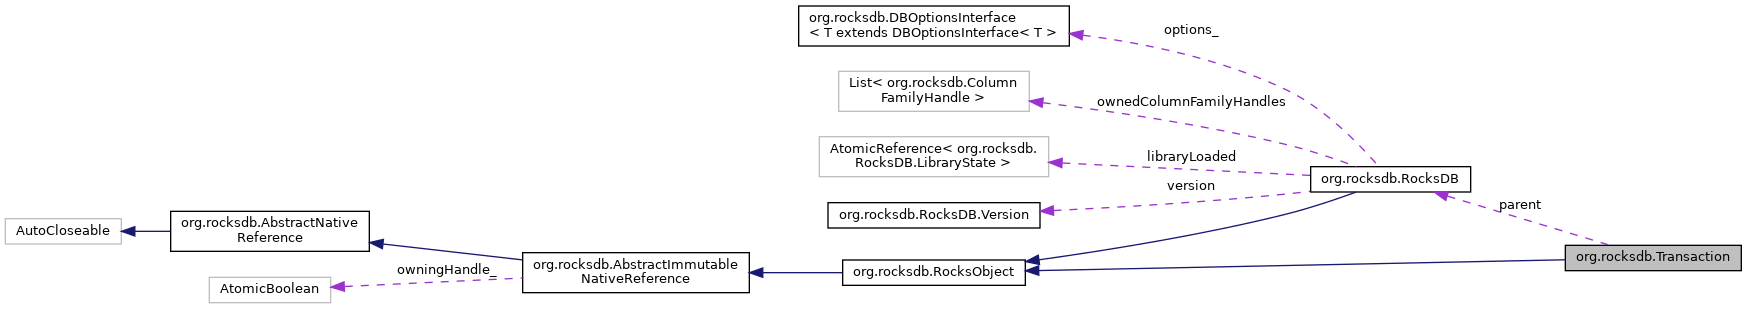 org.rocksdb.DBOptionsInterface
< T extends DBOptionsInterface< T >
options_
List< org.rocksdb.Column
FamilyHandle >
ownedColumnFamilyHandles
AtomicReference< org.rocksdb.
RocksDB.LibraryState >
libraryLoaded
org.rocksdb.RocksDB
version
org.rocksdb.RocksDB.Version
parent
AutoCloseable
org.rocksdb.AbstractNative
Reference
org.rocksdb.Transaction
org.rocksdb.AbstractImmutable
NativeReference
owningHandle_
org.rocksdb.RocksObject
AtomicBoolean